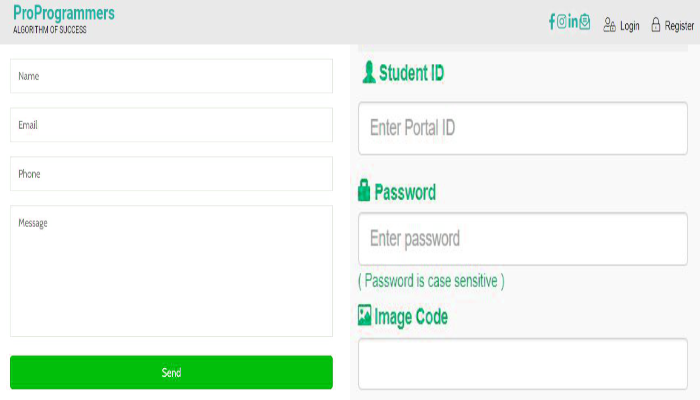 ProProgrammers
ALGORITHM OF SUCCESS
Login
Register
Name
Email
Phone
Message
Send
Student ID
Enter Portal ID
Password
Enter password
( Password is case sensitive )
Image Code